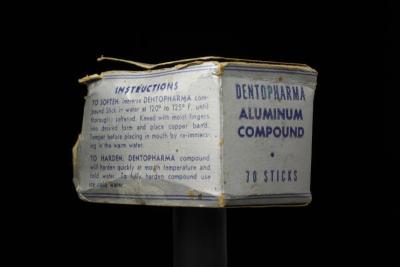 INSTRUCTIONS
TO SOFTEN: Immerse DENTOPHARMA com-
pound Stick in water at 120° to 125° F. until
thoroughly softened. Knead with moist fingers
into desired form and place copper band.
Temper before placing in mouth by re-immers-
ing in the warm water.
TO HARDEN: DENTOPHARMA compound
will harden quickly at mouth temperature and
cold water. To fully harden compound use
ice cold water.
DENTOPHARMA
ALUMINUM
COMPOUND
70 STICKS